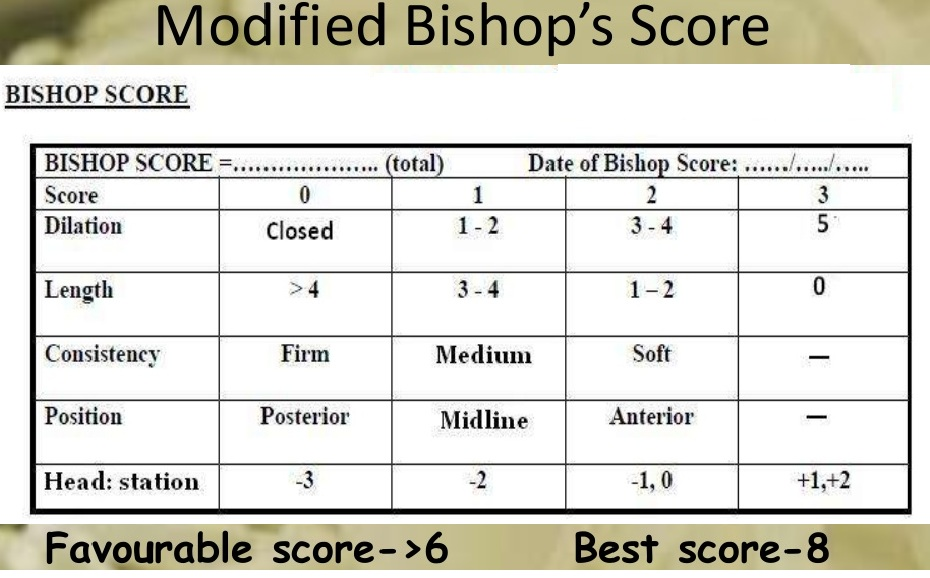 Modified Bishop’s Score
BISHOP SCORE
BISHOP SCORE =.................... (total) Date of Bishop Score: ....../...../.....
Score 0 1 2 3
Dilation Closed 1 - 2 3 - 4 5
Length > 4 3 - 4 1 – 2 0
Consistency Firm Medium Soft —
Position Posterior Midline Anterior —
Head: station -3 -2 -1, 0 +1,+2
Favourable score->6 Best score-8